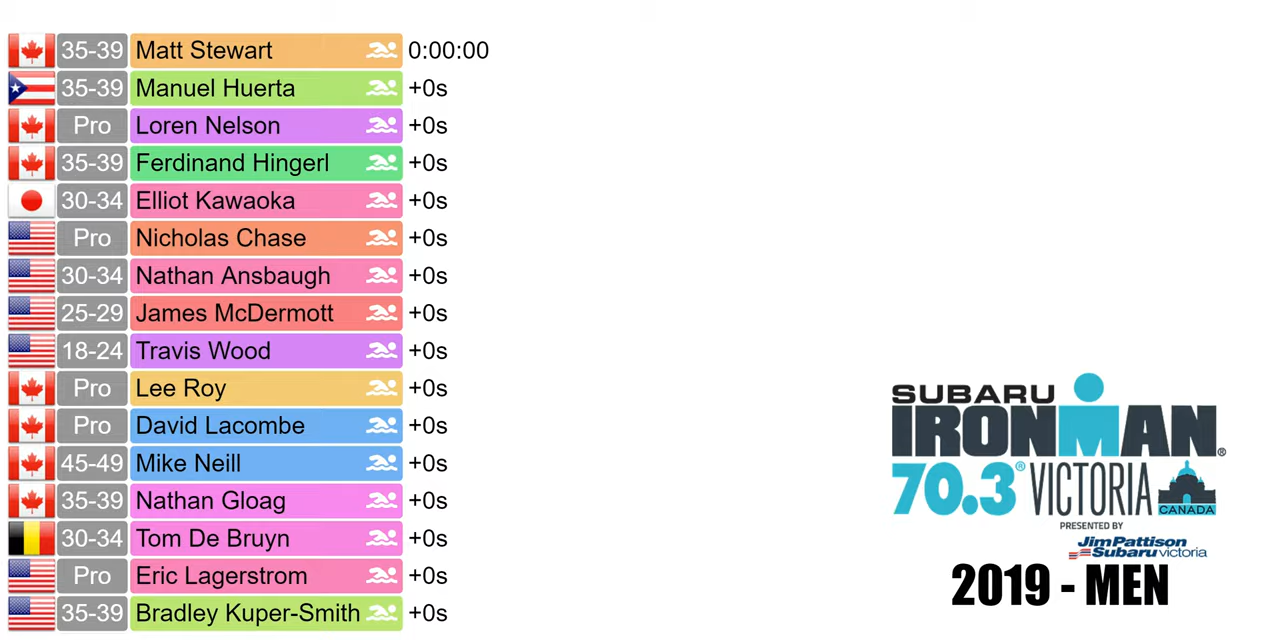 35-39 Matt Stewart 0:00:00
35-39 Manuel Huerta +0s
Pro Loren Nelson +0s
35-39 Ferdinand Hingerl +0s
30-34 Elliot Kawaoka +0s
Pro Nicholas Chase +0s
30-34 Nathan Ansbaugh +0s
25-29 James McDermott +0s
18-24 Travis Wood +0s
Pro Lee Roy +0s
Pro David Lacombe +0s
45-49 Mike Neill +0s
35-39 Nathan Gloag +0s
30-34 Tom De Bruyn +0s
Pro Eric Lagerstrom +0s
35-39 Bradley Kuper-Smith +0s
SUBARU
IRONMAN®
70.3® VICTORIA
CANADA
PRESENTED BY
Jim Pattison
Subaru victoria
2019 - MEN